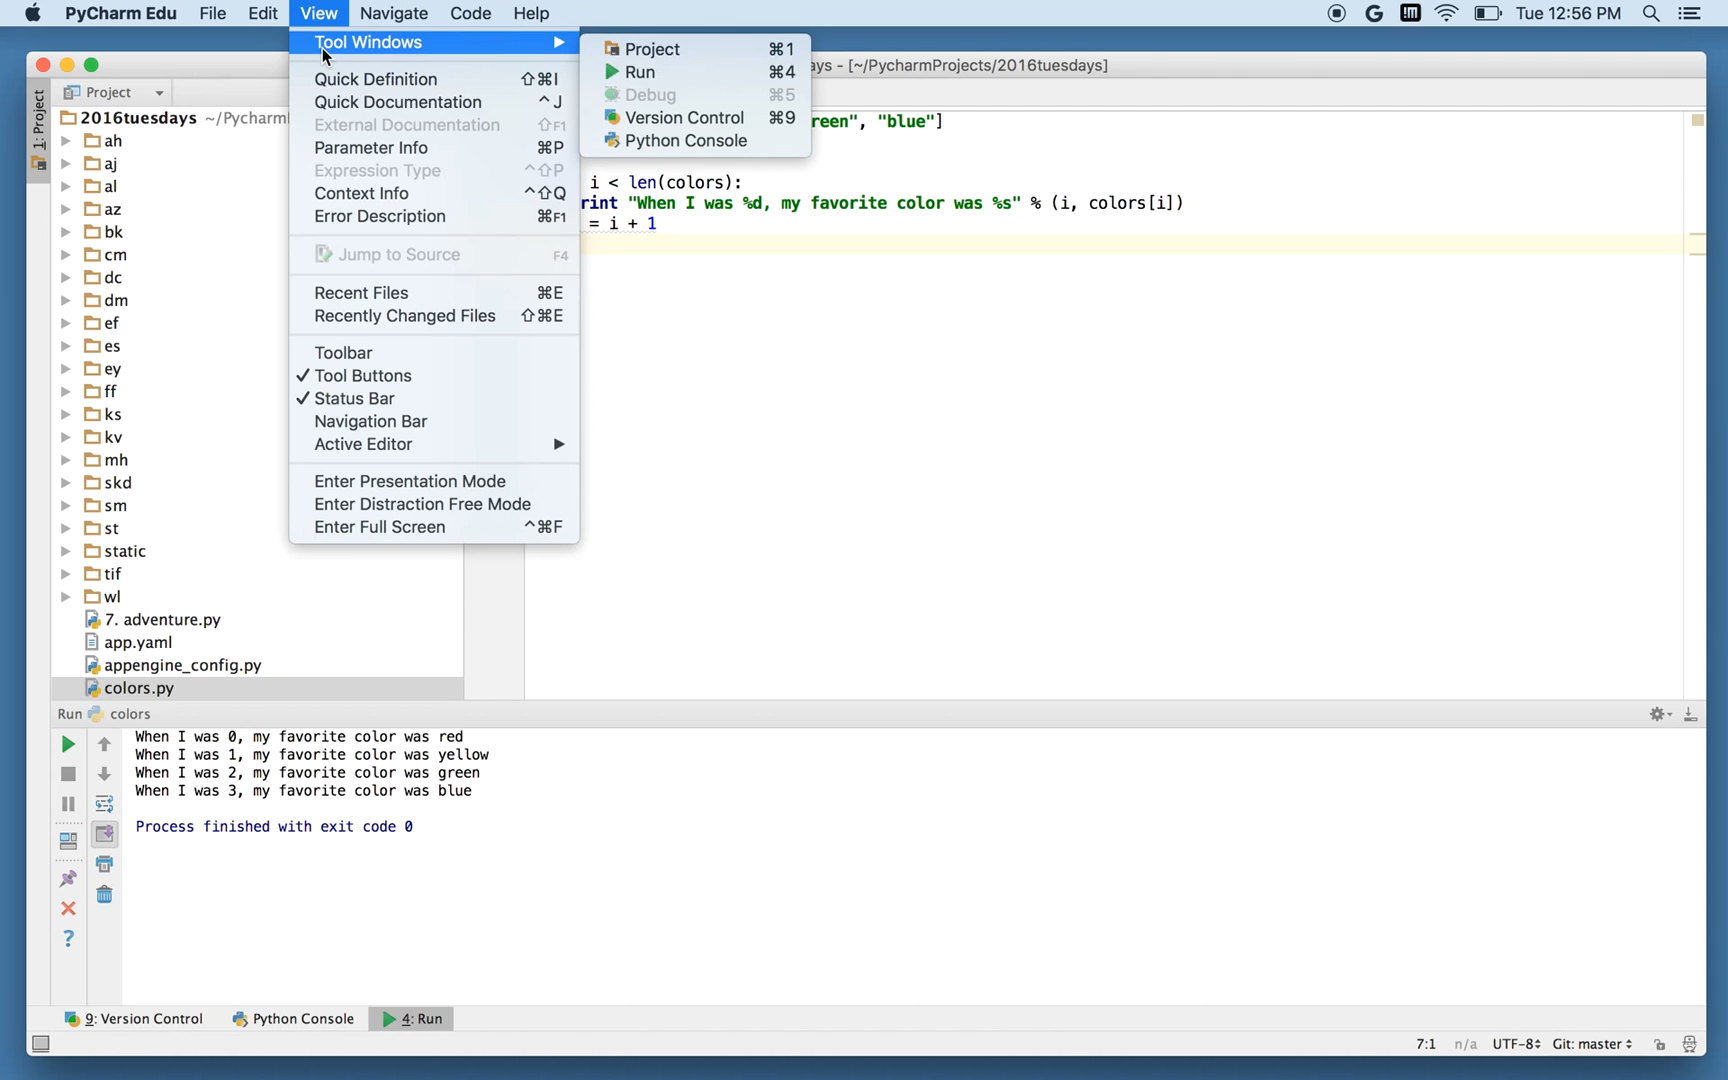 PyCharm Edu File Edit View Navigate Code Help Tue 12:56 PM
ays - [~/PycharmProjects/2016tuesdays]
Tool Windows
Quick Definition ⇧⌘I
Quick Documentation ^J
External Documentation ⇧F1
Parameter Info ⌘P
Expression Type ^⇧P
Context Info ^⇧Q
Error Description ⌘F1
Jump to Source F4
Recent Files ⌘E
Recently Changed Files ⇧⌘E
Toolbar
✓ Tool Buttons
✓ Status Bar
Navigation Bar
Active Editor
Enter Presentation Mode
Enter Distraction Free Mode
Enter Full Screen ^⌘F
Project ⌘1
Run ⌘4
Debug ⌘5
Version Control ⌘9
Python Console
1: Project
Project
2016tuesdays ~/Pycharm
ah
aj
al
az
bk
cm
dc
dm
ef
es
ey
ff
ks
kv
mh
skd
sm
st
static
tif
wl
7. adventure.py
app.yaml
appengine_config.py
colors.py
reen", "blue"]
i < len(colors):
rint "When I was %d, my favorite color was %s" % (i, colors[i])
= i + 1
Run colors
When I was 0, my favorite color was red
When I was 1, my favorite color was yellow
When I was 2, my favorite color was green
When I was 3, my favorite color was blue
Process finished with exit code 0
9: Version Control Python Console 4: Run
7:1 n/a UTF-8 Git: master